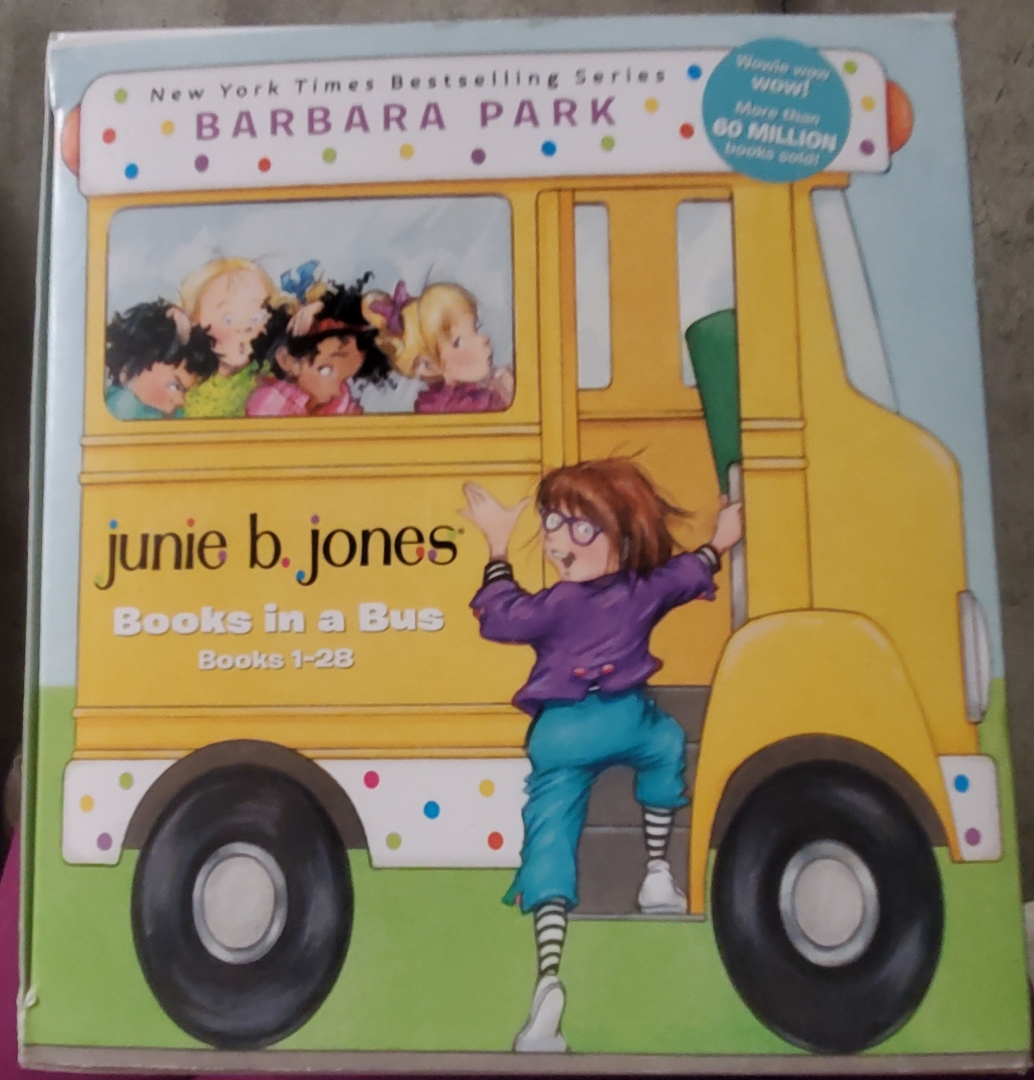 New York Times Bestselling Series
BARBARA PARK
Wowie wow
wow!
More than
60 MILLION
books sold!
junie b. jones®
Books in a Bus
Books 1-28